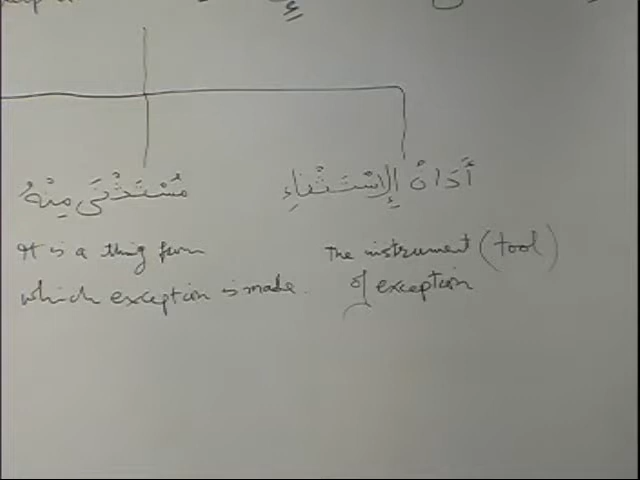 مُسْتَثْنَى مِنْهُ
أَدَاةُ الإِسْتَثْنَاءِ
It is a thing from
which exception is made.
The instrument (tool)
of exception